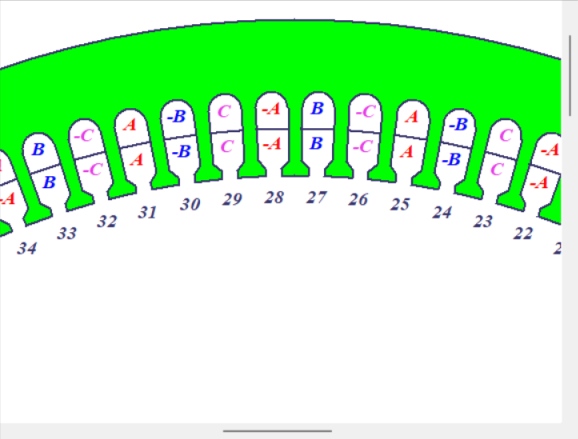 A B -C A -B C -A B -C A -B C -A
-A B -C A -B C -A B -C A -B C -A
34 33 32 31 30 29 28 27 26 25 24 23 22 2